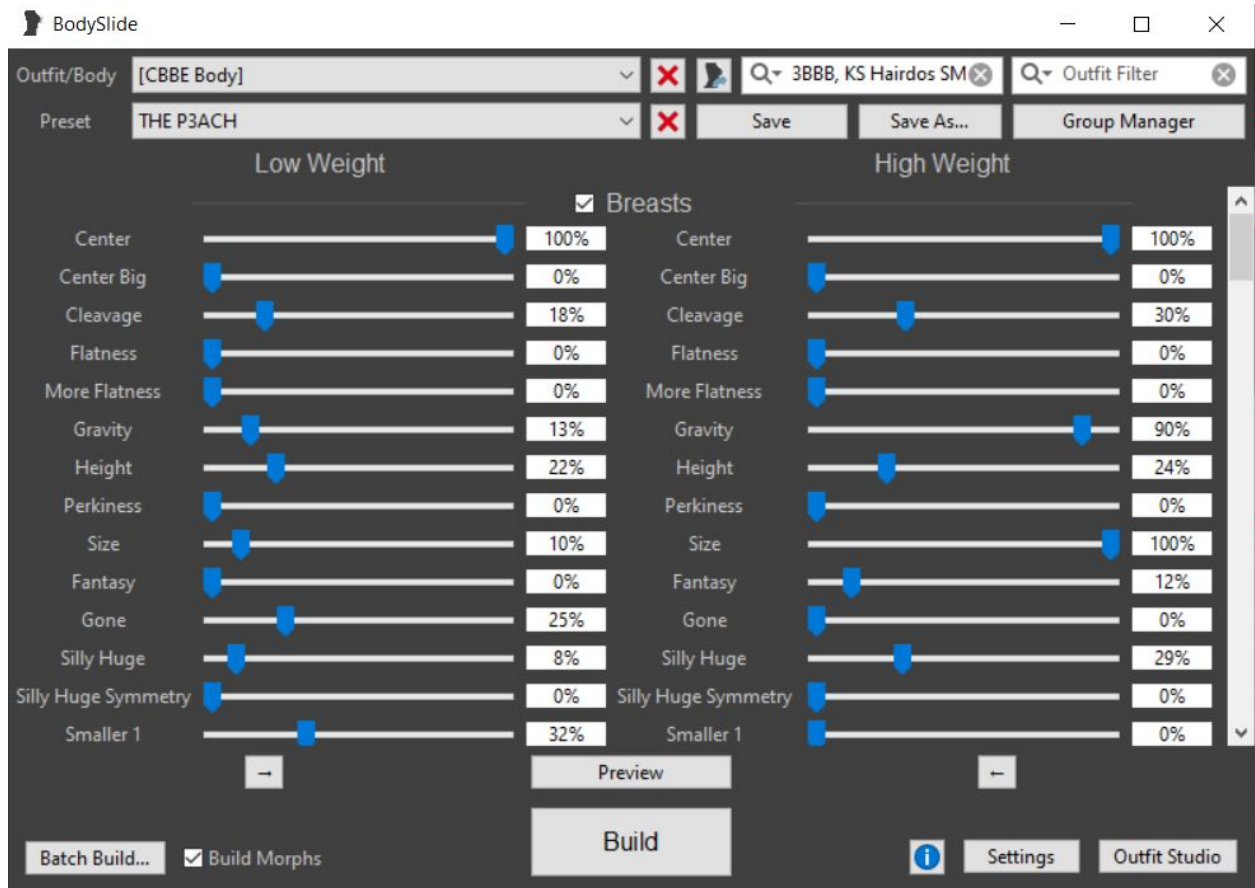 BodySlide
Outfit/Body [CBBE Body] 3BBB, KS Hairdos SM Outfit Filter
Preset THE P3ACH Save Save As... Group Manager
Low Weight High Weight
Breasts
Center 100% Center 100%
Center Big 0% Center Big 0%
Cleavage 18% Cleavage 30%
Flatness 0% Flatness 0%
More Flatness 0% More Flatness 0%
Gravity 13% Gravity 90%
Height 22% Height 24%
Perkiness 0% Perkiness 0%
Size 10% Size 100%
Fantasy 0% Fantasy 12%
Gone 25% Gone 0%
Silly Huge 8% Silly Huge 29%
Silly Huge Symmetry 0% Silly Huge Symmetry 0%
Smaller 1 32% Smaller 1 0%
→ Preview ←
Build
Batch Build... Build Morphs Settings Outfit Studio